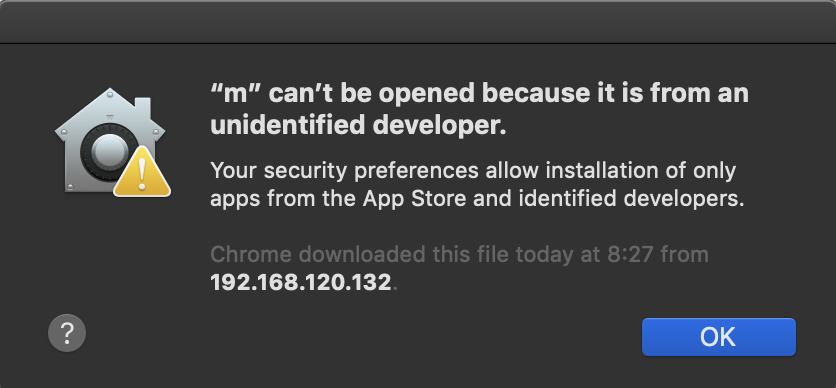 “m” can’t be opened because it is from an
unidentified developer.
Your security preferences allow installation of only
apps from the App Store and identified developers.
Chrome downloaded this file today at 8:27 from
192.168.120.132.
?
OK